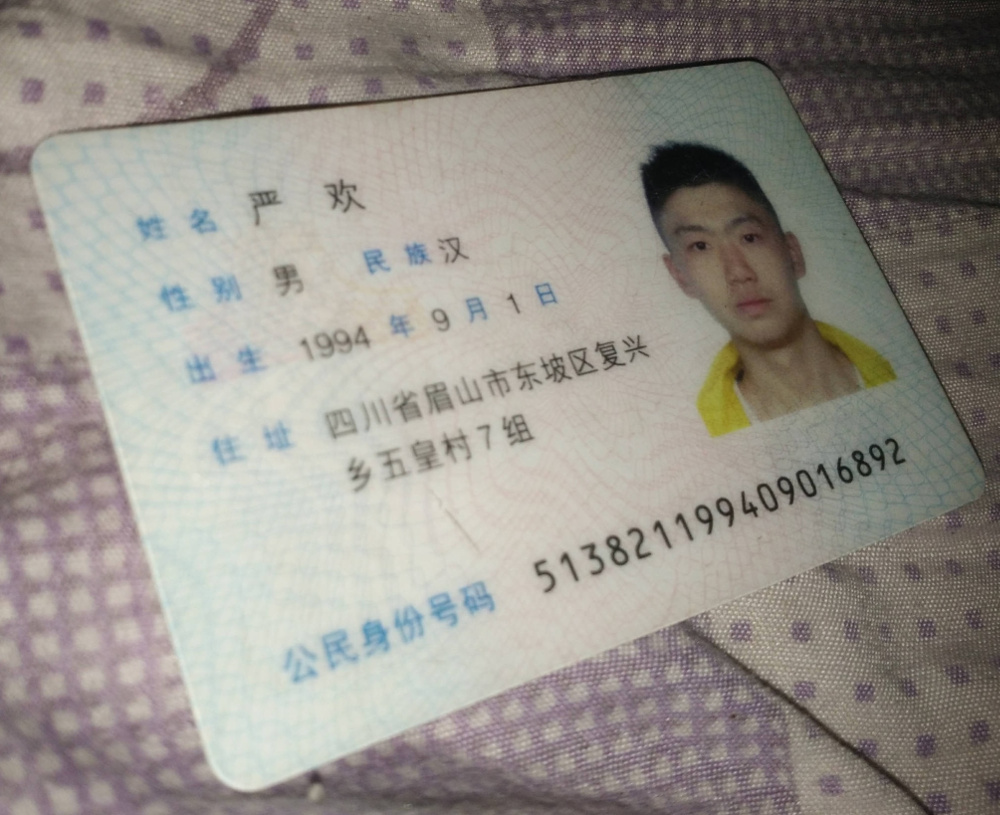 姓名 严欢
性别 男 民族 汉
出生 1994 年 9 月 1 日
住址 四川省眉山市东坡区复兴
乡五皇村7组
公民身份号码 513821199409016892